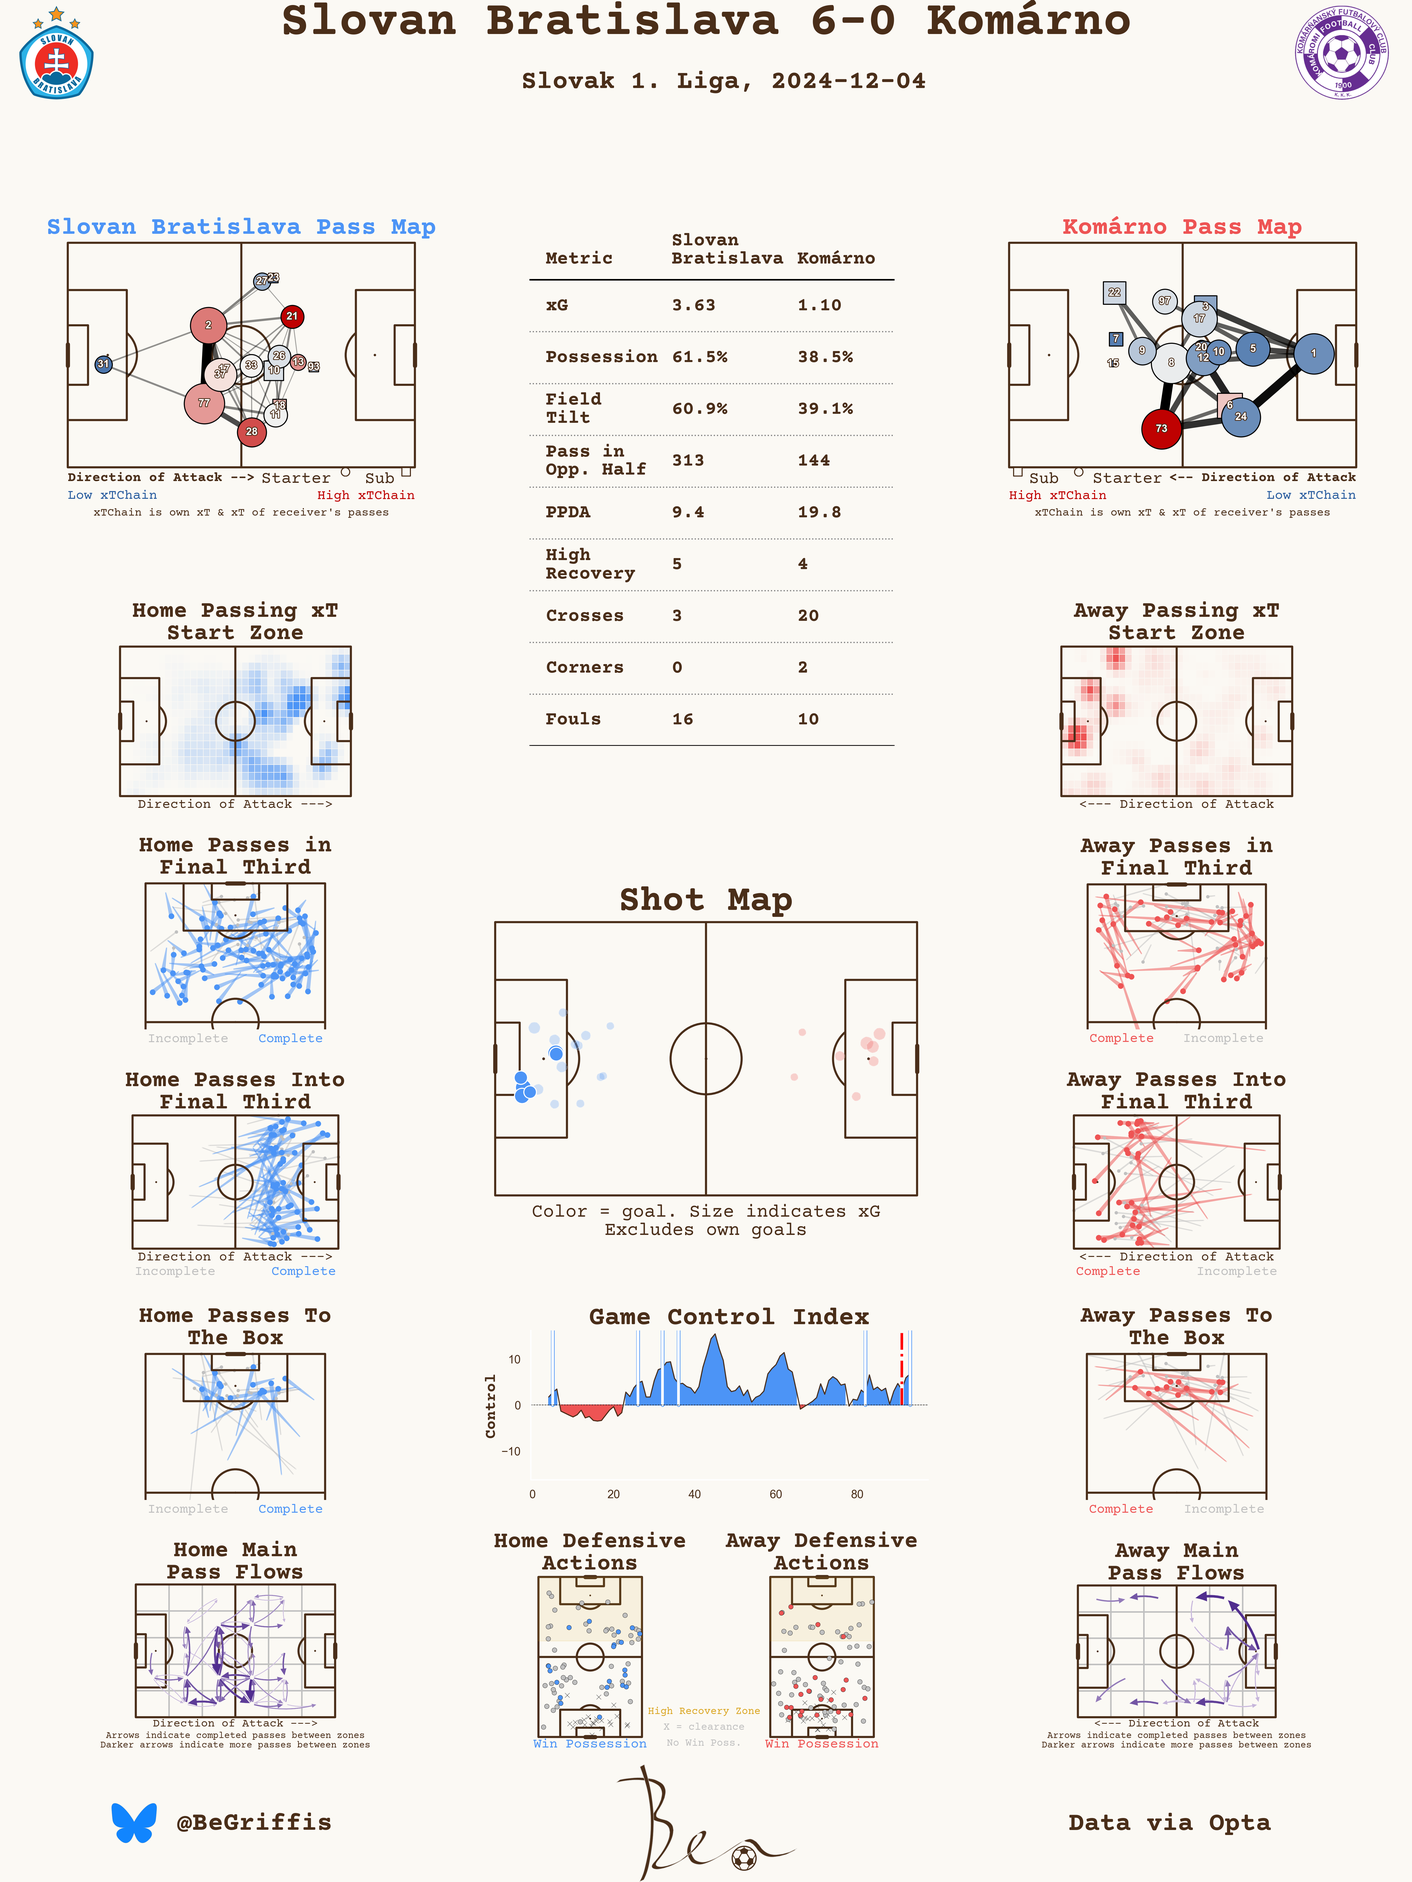 Slovan Bratislava 6-0 Komárno
Slovak 1. Liga, 2024-12-04
SLOVAN
BRATISLAVA
KOMÁRŇANSKÝ FUTBALOVÝ CLUB
KOMÁROMI FOOTBALL CLUB
1900
Slovan Bratislava Pass Map
27
23
2
21
31
17
37
33
26
10
13
93
77
18
11
28
Direction of Attack --> Starter Sub
Low xTChain High xTChain
xTChain is own xT & xT of receiver's passes
Metric Slovan Bratislava Komárno
xG 3.63 1.10
Possession 61.5% 38.5%
Field Tilt 60.9% 39.1%
Pass in Opp. Half 313 144
PPDA 9.4 19.8
High Recovery 5 4
Crosses 3 20
Corners 0 2
Fouls 16 10
Komárno Pass Map
22
97
3
17
7
9
15
8
20
12
10
5
1
6
24
73
Sub Starter <-- Direction of Attack
High xTChain Low xTChain
xTChain is own xT & xT of receiver's passes
Home Passing xT
Start Zone
Direction of Attack --->
Away Passing xT
Start Zone
<--- Direction of Attack
Home Passes in
Final Third
Incomplete Complete
Away Passes in
Final Third
Complete Incomplete
Shot Map
Color = goal. Size indicates xG
Excludes own goals
Home Passes Into
Final Third
Direction of Attack --->
Incomplete Complete
Away Passes Into
Final Third
<--- Direction of Attack
Complete Incomplete
Home Passes To
The Box
Incomplete Complete
Game Control Index
Control
10
0
−10
0 20 40 60 80
Away Passes To
The Box
Complete Incomplete
Home Main
Pass Flows
Direction of Attack --->
Arrows indicate completed passes between zones
Darker arrows indicate more passes between zones
Home Defensive
Actions
Win Possession
High Recovery Zone
X = clearance
No Win Poss.
Away Defensive
Actions
Win Possession
Away Main
Pass Flows
<--- Direction of Attack
Arrows indicate completed passes between zones
Darker arrows indicate more passes between zones
@BeGriffis
Ben
Data via Opta